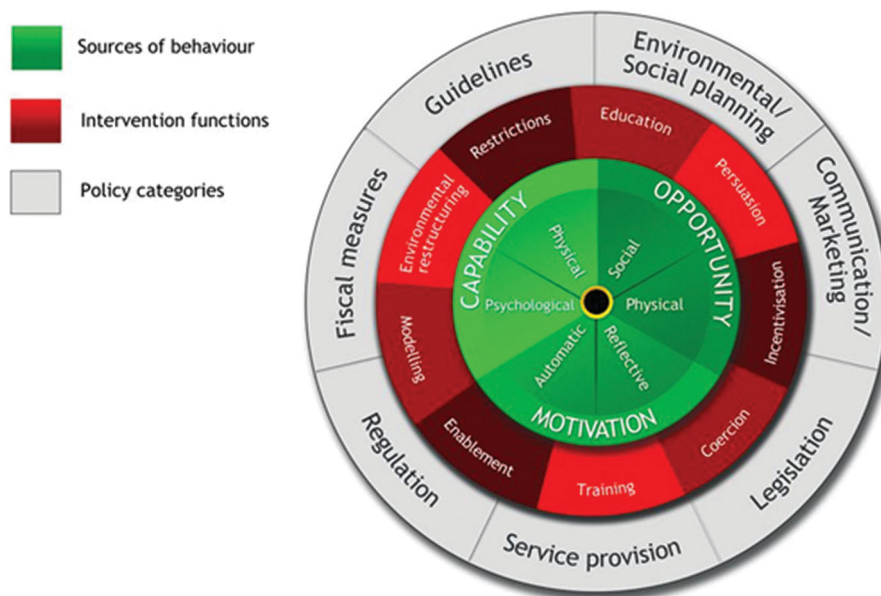 Sources of behaviour
Intervention functions
Policy categories
Guidelines
Environmental/
Social planning
Communication/
Marketing
Legislation
Service provision
Regulation
Fiscal measures
Restrictions
Education
Persuasion
Incentivisation
Coercion
Training
Enablement
Modelling
Environmental
restructuring
CAPABILITY
OPPORTUNITY
MOTIVATION
Physical
Social
Physical
Reflective
Automatic
Psychological